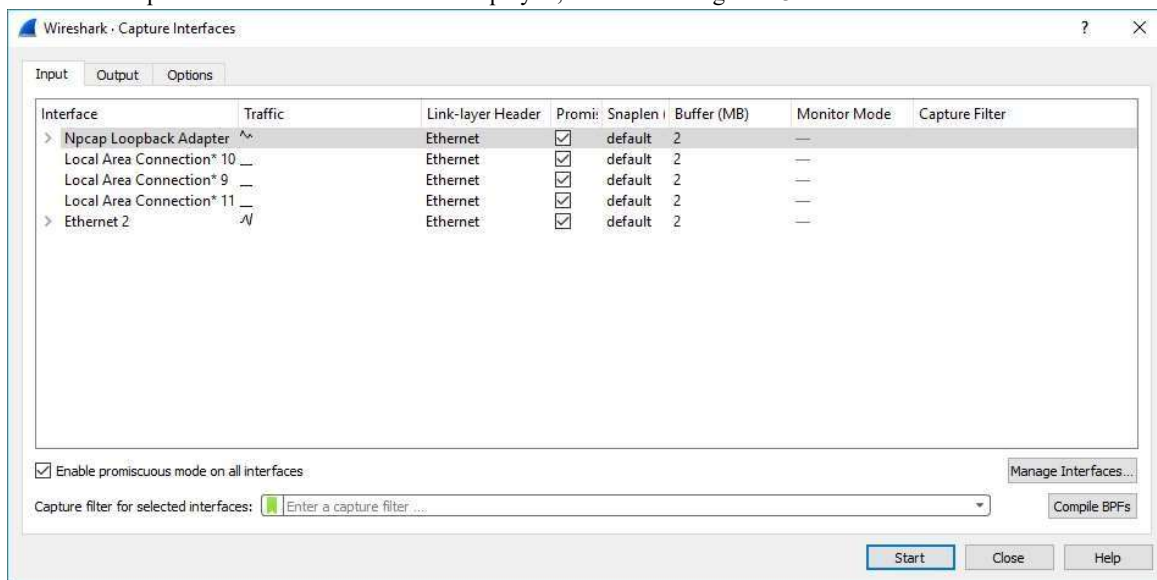 Wireshark · Capture Interfaces
Input Output Options
Interface Traffic Link-layer Header Promis Snaplen ( Buffer (MB) Monitor Mode Capture Filter
Npcap Loopback Adapter Ethernet default 2 —
Local Area Connection* 10 Ethernet default 2 —
Local Area Connection* 9 Ethernet default 2 —
Local Area Connection* 11 Ethernet default 2 —
Ethernet 2 Ethernet default 2 —
Enable promiscuous mode on all interfaces Manage Interfaces...
Capture filter for selected interfaces: Enter a capture filter ... Compile BPFs
Start Close Help